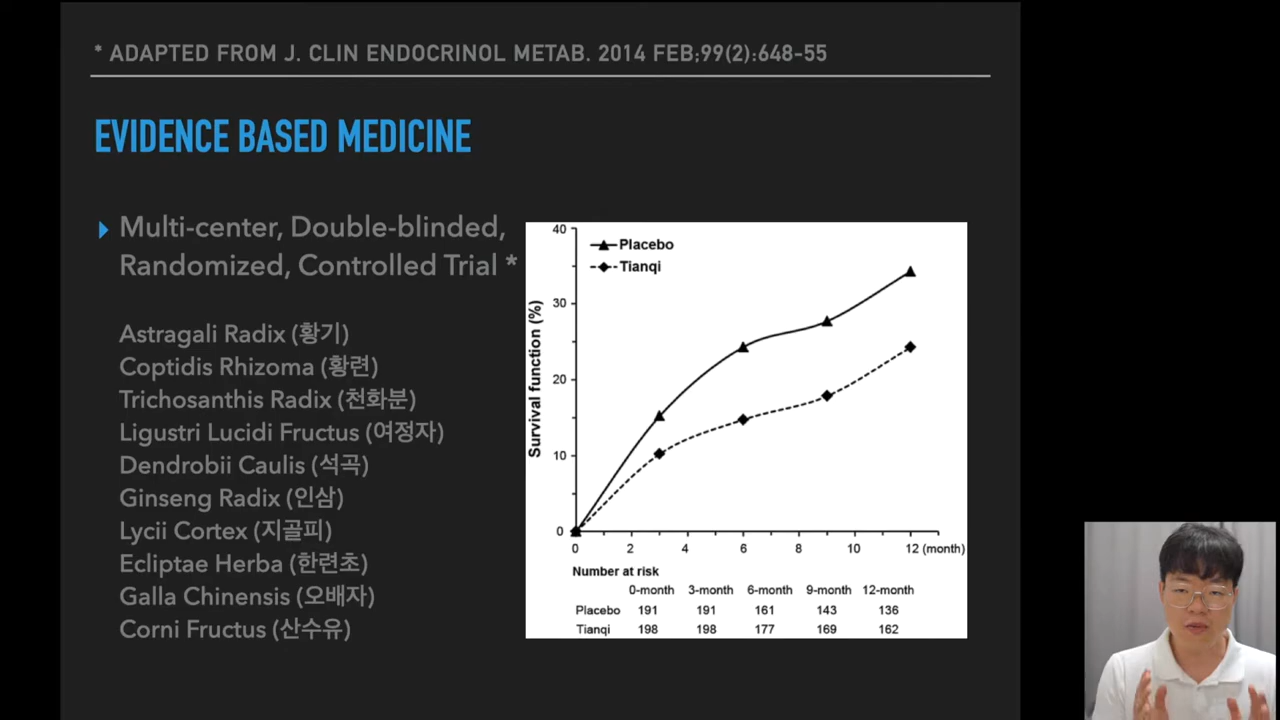 * ADAPTED FROM J. CLIN ENDOCRINOL METAB. 2014 FEB;99(2):648-55
EVIDENCE BASED MEDICINE
Multi-center, Double-blinded,
Randomized, Controlled Trial *
Astragali Radix (황기)
Coptidis Rhizoma (황련)
Trichosanthis Radix (천화분)
Ligustri Lucidi Fructus (여정자)
Dendrobii Caulis (석곡)
Ginseng Radix (인삼)
Lycii Cortex (지골피)
Ecliptae Herba (한련초)
Galla Chinensis (오배자)
Corni Fructus (산수유)
Placebo
Tianqi
Survival function (%)
40
30
20
10
0
0 2 4 6 8 10 12 (month)
Number at risk
0-month 3-month 6-month 9-month 12-month
Placebo 191 191 161 143 136
Tianqi 198 198 177 169 162